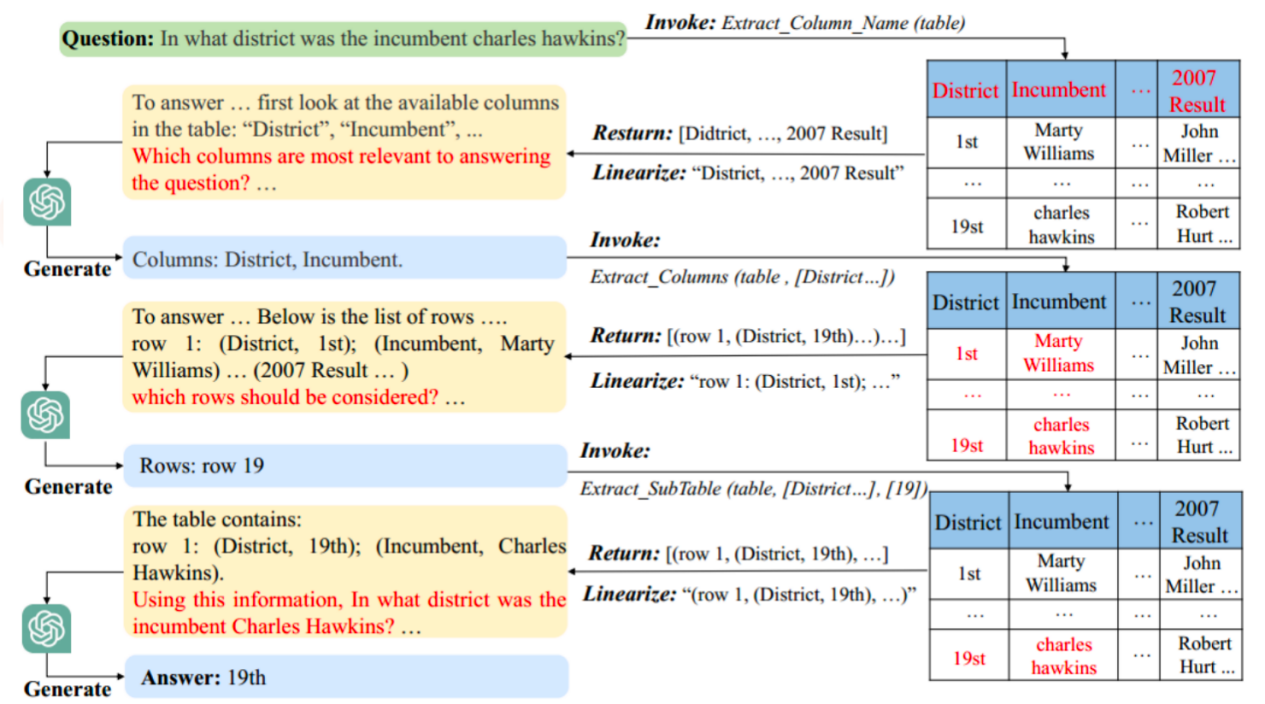 Question: In what district was the incumbent charles hawkins?
Invoke: Extract_Column_Name (table)
To answer … first look at the available columns
in the table: “District”, “Incumbent”, ...
Which columns are most relevant to answering
the question? …
Resturn: [Didtrict, …, 2007 Result]
Linearize: “District, …, 2007 Result”
District Incumbent … 2007
Result
1st Marty
Williams … John
Miller …
… … … …
19st charles
hawkins … Robert
Hurt ...
Generate
Columns: District, Incumbent.
Invoke:
Extract_Columns (table , [District...])
To answer … Below is the list of rows ….
row 1: (District, 1st); (Incumbent, Marty
Williams) … (2007 Result … )
which rows should be considered? …
Return: [(row 1, (District, 19th)…)…]
Linearize: “row 1: (District, 1st); …”
District Incumbent … 2007
Result
1st Marty
Williams … John
Miller …
… … … …
19st charles
hawkins … Robert
Hurt ...
Generate
Rows: row 19
Invoke:
Extract_SubTable (table, [District...], [19])
The table contains:
row 1: (District, 19th); (Incumbent, Charles
Hawkins).
Using this information, In what district was the
incumbent Charles Hawkins? …
Return: [(row 1, (District, 19th), …]
Linearize: “(row 1, (District, 19th), …)”
District Incumbent … 2007
Result
1st Marty
Williams … John
Miller …
… … … …
19st charles
hawkins … Robert
Hurt ...
Generate
Answer: 19th